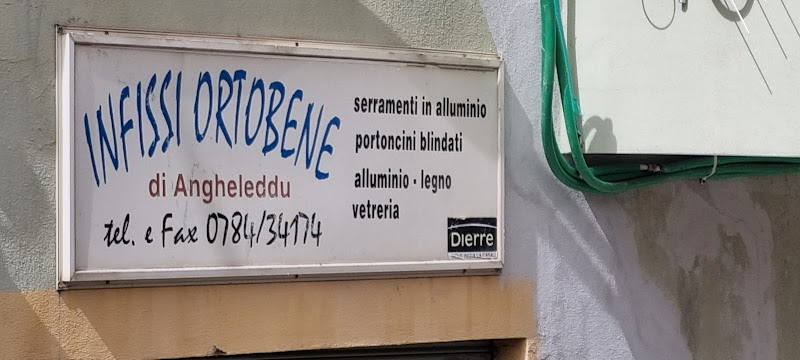 INFISSI ORTOBENE
di Angheleddu
tel. e Fax 0784/34174
serramenti in alluminio
portoncini blindati
alluminio - legno
vetreria
Dierre